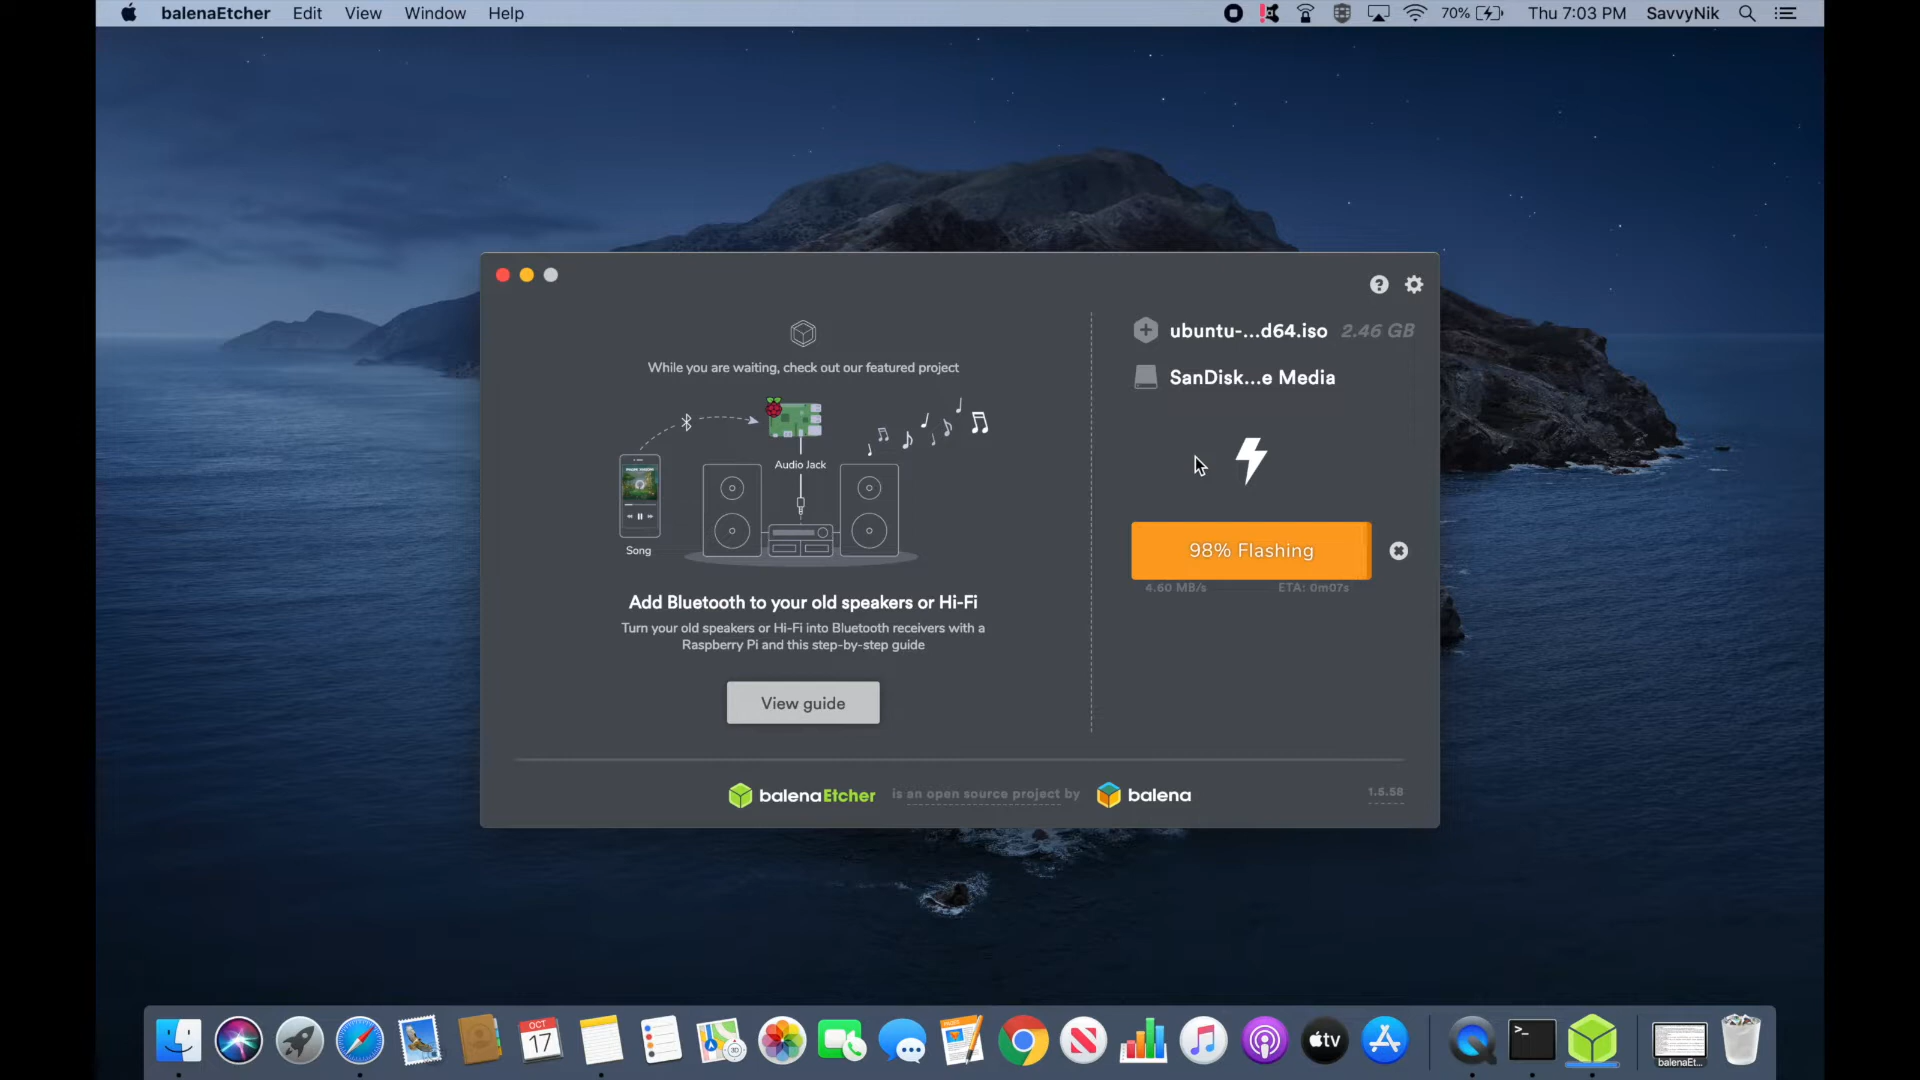 balenaEtcher Edit View Window Help 70% Thu 7:03 PM SavvyNik
While you are waiting, check out our featured project
Audio Jack
Song
Add Bluetooth to your old speakers or Hi-Fi
Turn your old speakers or Hi-Fi into Bluetooth receivers with a
Raspberry Pi and this step-by-step guide
View guide
ubuntu-...d64.iso 2.46 GB
SanDisk...e Media
98% Flashing
4.60 MB/s ETA: 0m07s
balenaEtcher is an open source project by balena 1.5.58
OCT
17
3D
tv
>_
balenaEt...